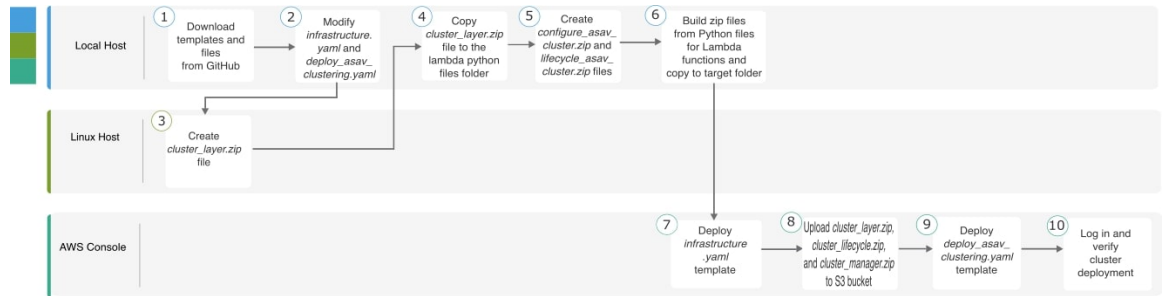 Local Host
1
Download
templates and
files
from GitHub
2
Modify
infrastructure.
yaml and
deploy_asav_
clustering.yaml
4
Copy
cluster_layer.zip
file to the
lambda python
files folder
5
Create
configure_asav_
cluster.zip and
lifecycle_asav_
cluster.zip files
6
Build zip files
from Python files
for Lambda
functions and
copy to target folder
Linux Host
3
Create
cluster_layer.zip
file
AWS Console
7
Deploy
infrastructure
.yaml
template
8
Upload cluster_layer.zip,
cluster_lifecycle.zip,
and cluster_manager.zip
to S3 bucket
9
Deploy
deploy_asav_
clustering.yaml
template
10
Log in and
verify
cluster
deployment